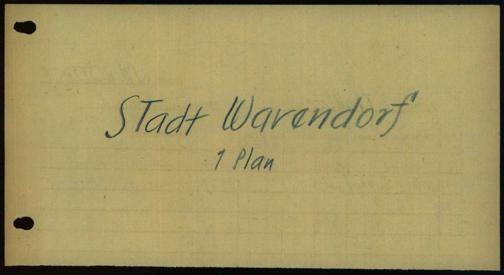 Stadt Warendorf
1 Plan